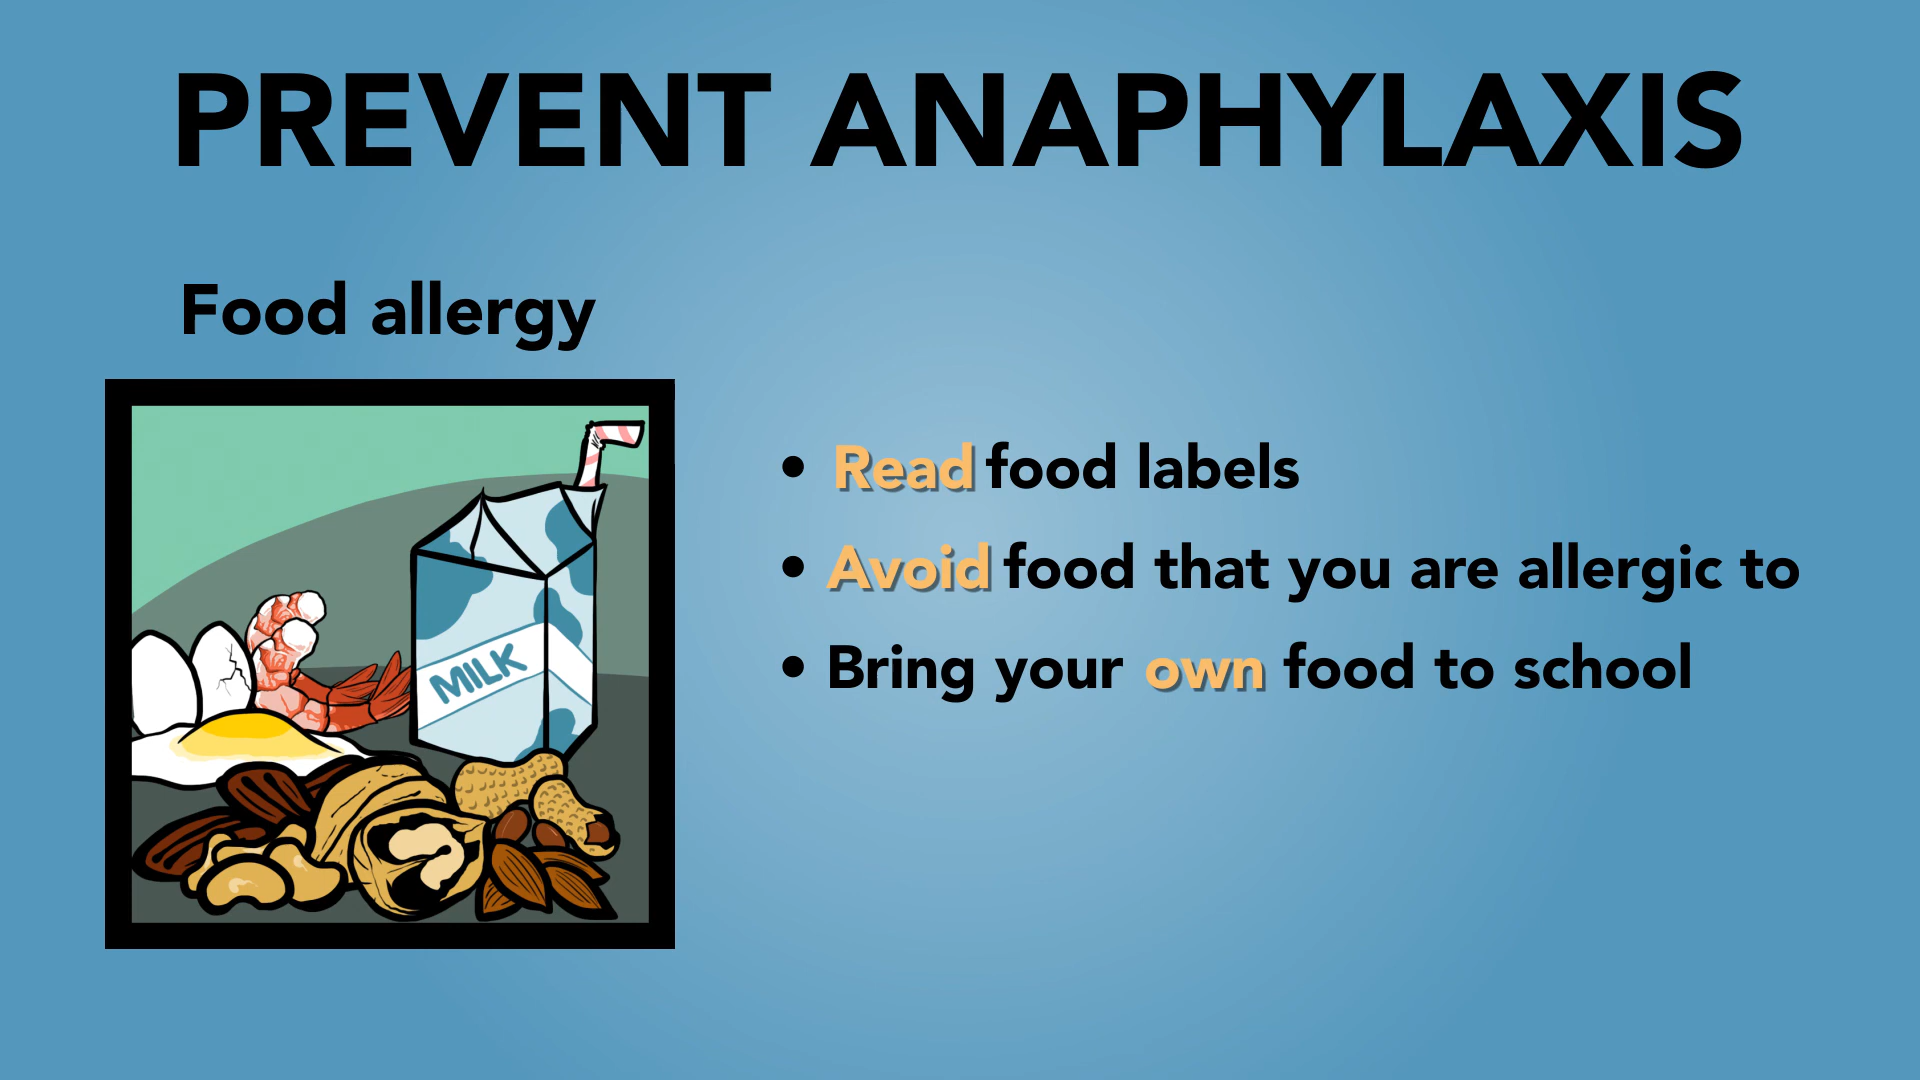 PREVENT ANAPHYLAXIS
Food allergy
MILK
• Read food labels
• Avoid food that you are allergic to
• Bring your own food to school